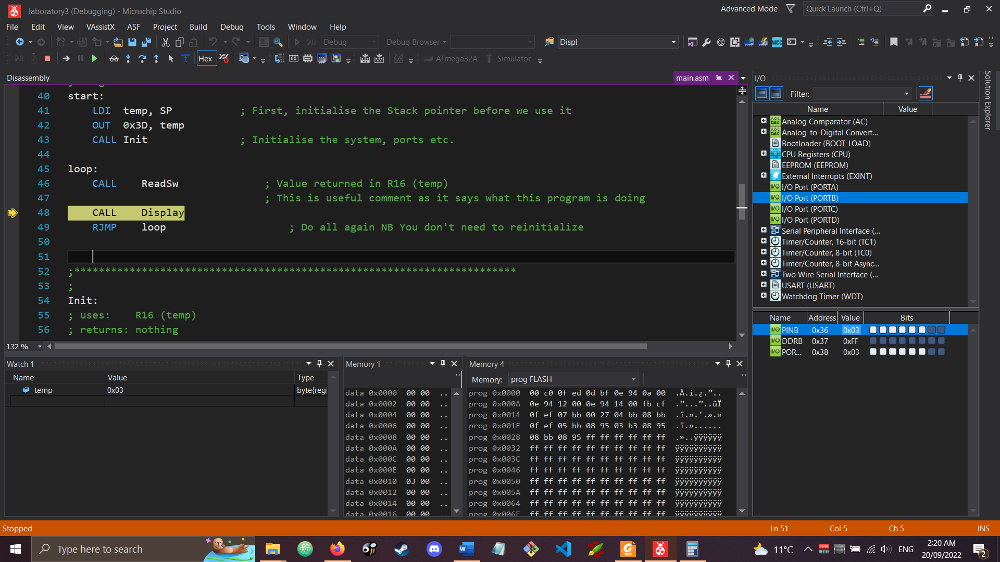 laboratory3 (Debugging) - Microchip Studio
Advanced Mode
Quick Launch (Ctrl+Q)
File Edit View VAssistX ASF Project Build Debug Tools Window Help
Debug
Debug Browser
Displ
Hex
ATmega32A
Simulator
Disassembly
main.asm
40 start:
41 LDI temp, SP ; First, initialise the Stack pointer before we use it
42 OUT 0x3D, temp
43 CALL Init ; Initialise the system, ports etc.
44
45 loop:
46 CALL ReadSw ; Value returned in R16 (temp)
47 ; This is useful comment as it says what this program is doing
48 CALL Display
49 RJMP loop ; Do all again NB You don't need to reinitialize
50
51
52 ;************************************************************************
53 ;
54 Init:
55 ; uses: R16 (temp)
56 ; returns: nothing
132 %
I/O
Filter:
Name Value
Analog Comparator (AC)
Analog-to-Digital Convert...
Bootloader (BOOT_LOAD)
CPU Registers (CPU)
EEPROM (EEPROM)
External Interrupts (EXINT)
I/O Port (PORTA)
I/O Port (PORTB)
I/O Port (PORTC)
I/O Port (PORTD)
Serial Peripheral Interface (...
Timer/Counter, 16-bit (TC1)
Timer/Counter, 8-bit (TC0)
Timer/Counter, 8-bit Async...
Two Wire Serial Interface (...
USART (USART)
Watchdog Timer (WDT)
Solution Explorer
Name Address Value Bits
PINB 0x36 0x03
DDRB 0x37 0xFF
POR... 0x38 0x03
Watch 1
Name Value Type
temp 0x03 byte{regi
Memory 1
data 0x0000 00 00 ..
data 0x0002 00 00 ..
data 0x0004 00 00 ..
data 0x0006 00 00 ..
data 0x0008 00 00 ..
data 0x000A 00 00 ..
data 0x000C 00 00 ..
data 0x000E 00 00 ..
data 0x0010 03 00 ..
data 0x0012 00 00 ..
data 0x0014 00 00 ..
data 0x0016 00 00 ..
Memory 4
Memory: prog FLASH
prog 0x0000 00 c0 0f ed 0d bf 0e 94 0a 00 .À.í.¿.”..
prog 0x000A 0e 94 12 00 0e 94 14 00 fb cf .”...”..ûÏ
prog 0x0014 0f ef 07 bb 00 27 04 bb 08 bb .ï.».'.».»
prog 0x001E 0f ef 05 bb 08 95 03 b3 08 95 .ï.»......
prog 0x0028 08 bb 08 95 ff ff ff ff ff ff .»..ÿÿÿÿÿÿ
prog 0x0032 ff ff ff ff ff ff ff ff ff ff ÿÿÿÿÿÿÿÿÿÿ
prog 0x003C ff ff ff ff ff ff ff ff ff ff ÿÿÿÿÿÿÿÿÿÿ
prog 0x0046 ff ff ff ff ff ff ff ff ff ff ÿÿÿÿÿÿÿÿÿÿ
prog 0x0050 ff ff ff ff ff ff ff ff ff ff ÿÿÿÿÿÿÿÿÿÿ
prog 0x005A ff ff ff ff ff ff ff ff ff ff ÿÿÿÿÿÿÿÿÿÿ
prog 0x0064 ff ff ff ff ff ff ff ff ff ff ÿÿÿÿÿÿÿÿÿÿ
prog 0x006E ff ff ff ff ff ff ff ff ff ff ÿÿÿÿÿÿÿÿÿÿ
Stopped
Ln 51 Col 5 Ch 5 INS
Type here to search
11°C
ENG
2:20 AM
20/09/2022
2